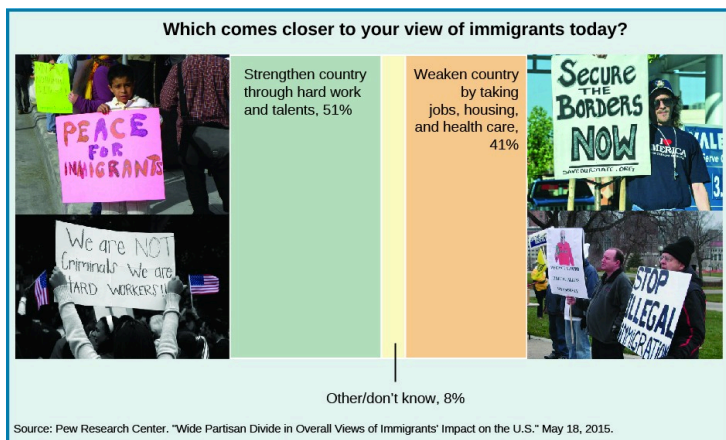 Which comes closer to your view of immigrants today?
PEACE
FOR
IMMIGRANTS
We are NOT
Criminals We are
HARD WORKERS!!
Strengthen country
through hard work
and talents, 51%
Weaken country
by taking
jobs, housing,
and health care,
41%
SECURE
THE
BORDERS
NOW
SAVEOURSTATE.ORG
I
MERICA
STOP
ILLEGAL
IMMIGRATION
Other/don't know, 8%
Source: Pew Research Center. "Wide Partisan Divide in Overall Views of Immigrants' Impact on the U.S." May 18, 2015.